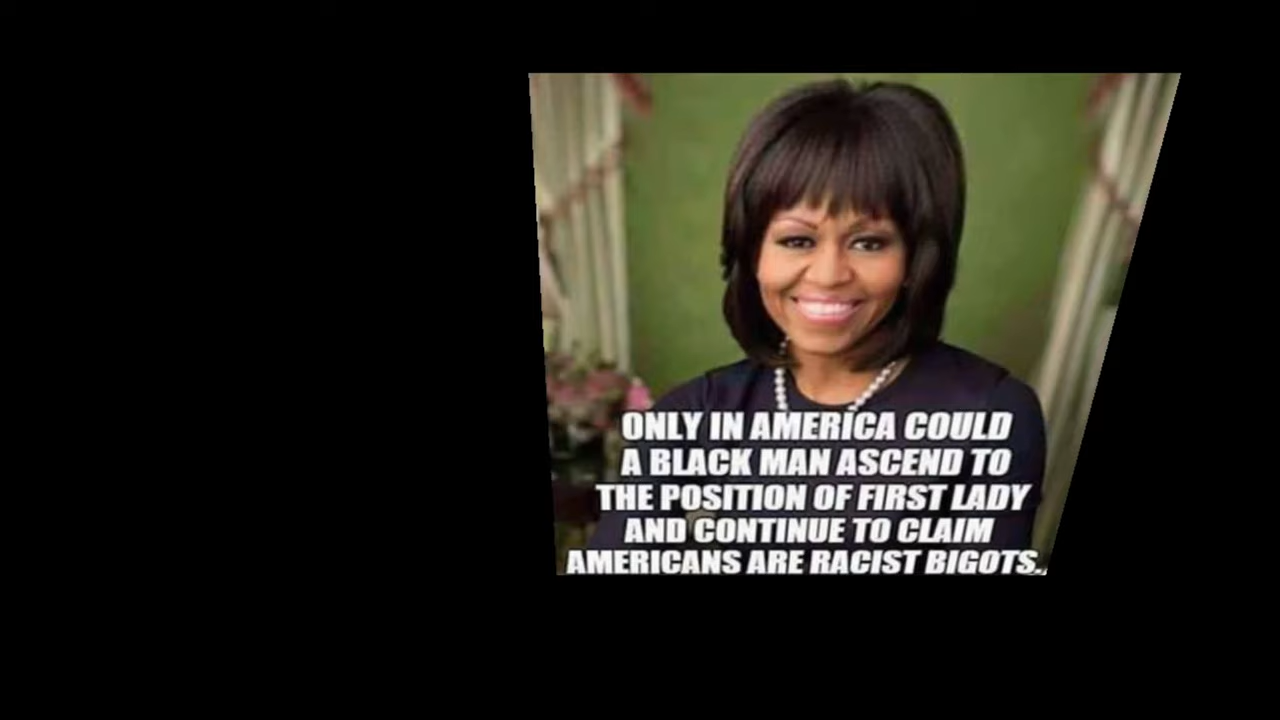 ONLY IN AMERICA COULD
A BLACK MAN ASCEND TO
THE POSITION OF FIRST LADY
AND CONTINUE TO CLAIM
AMERICANS ARE RACIST BIGOTS.